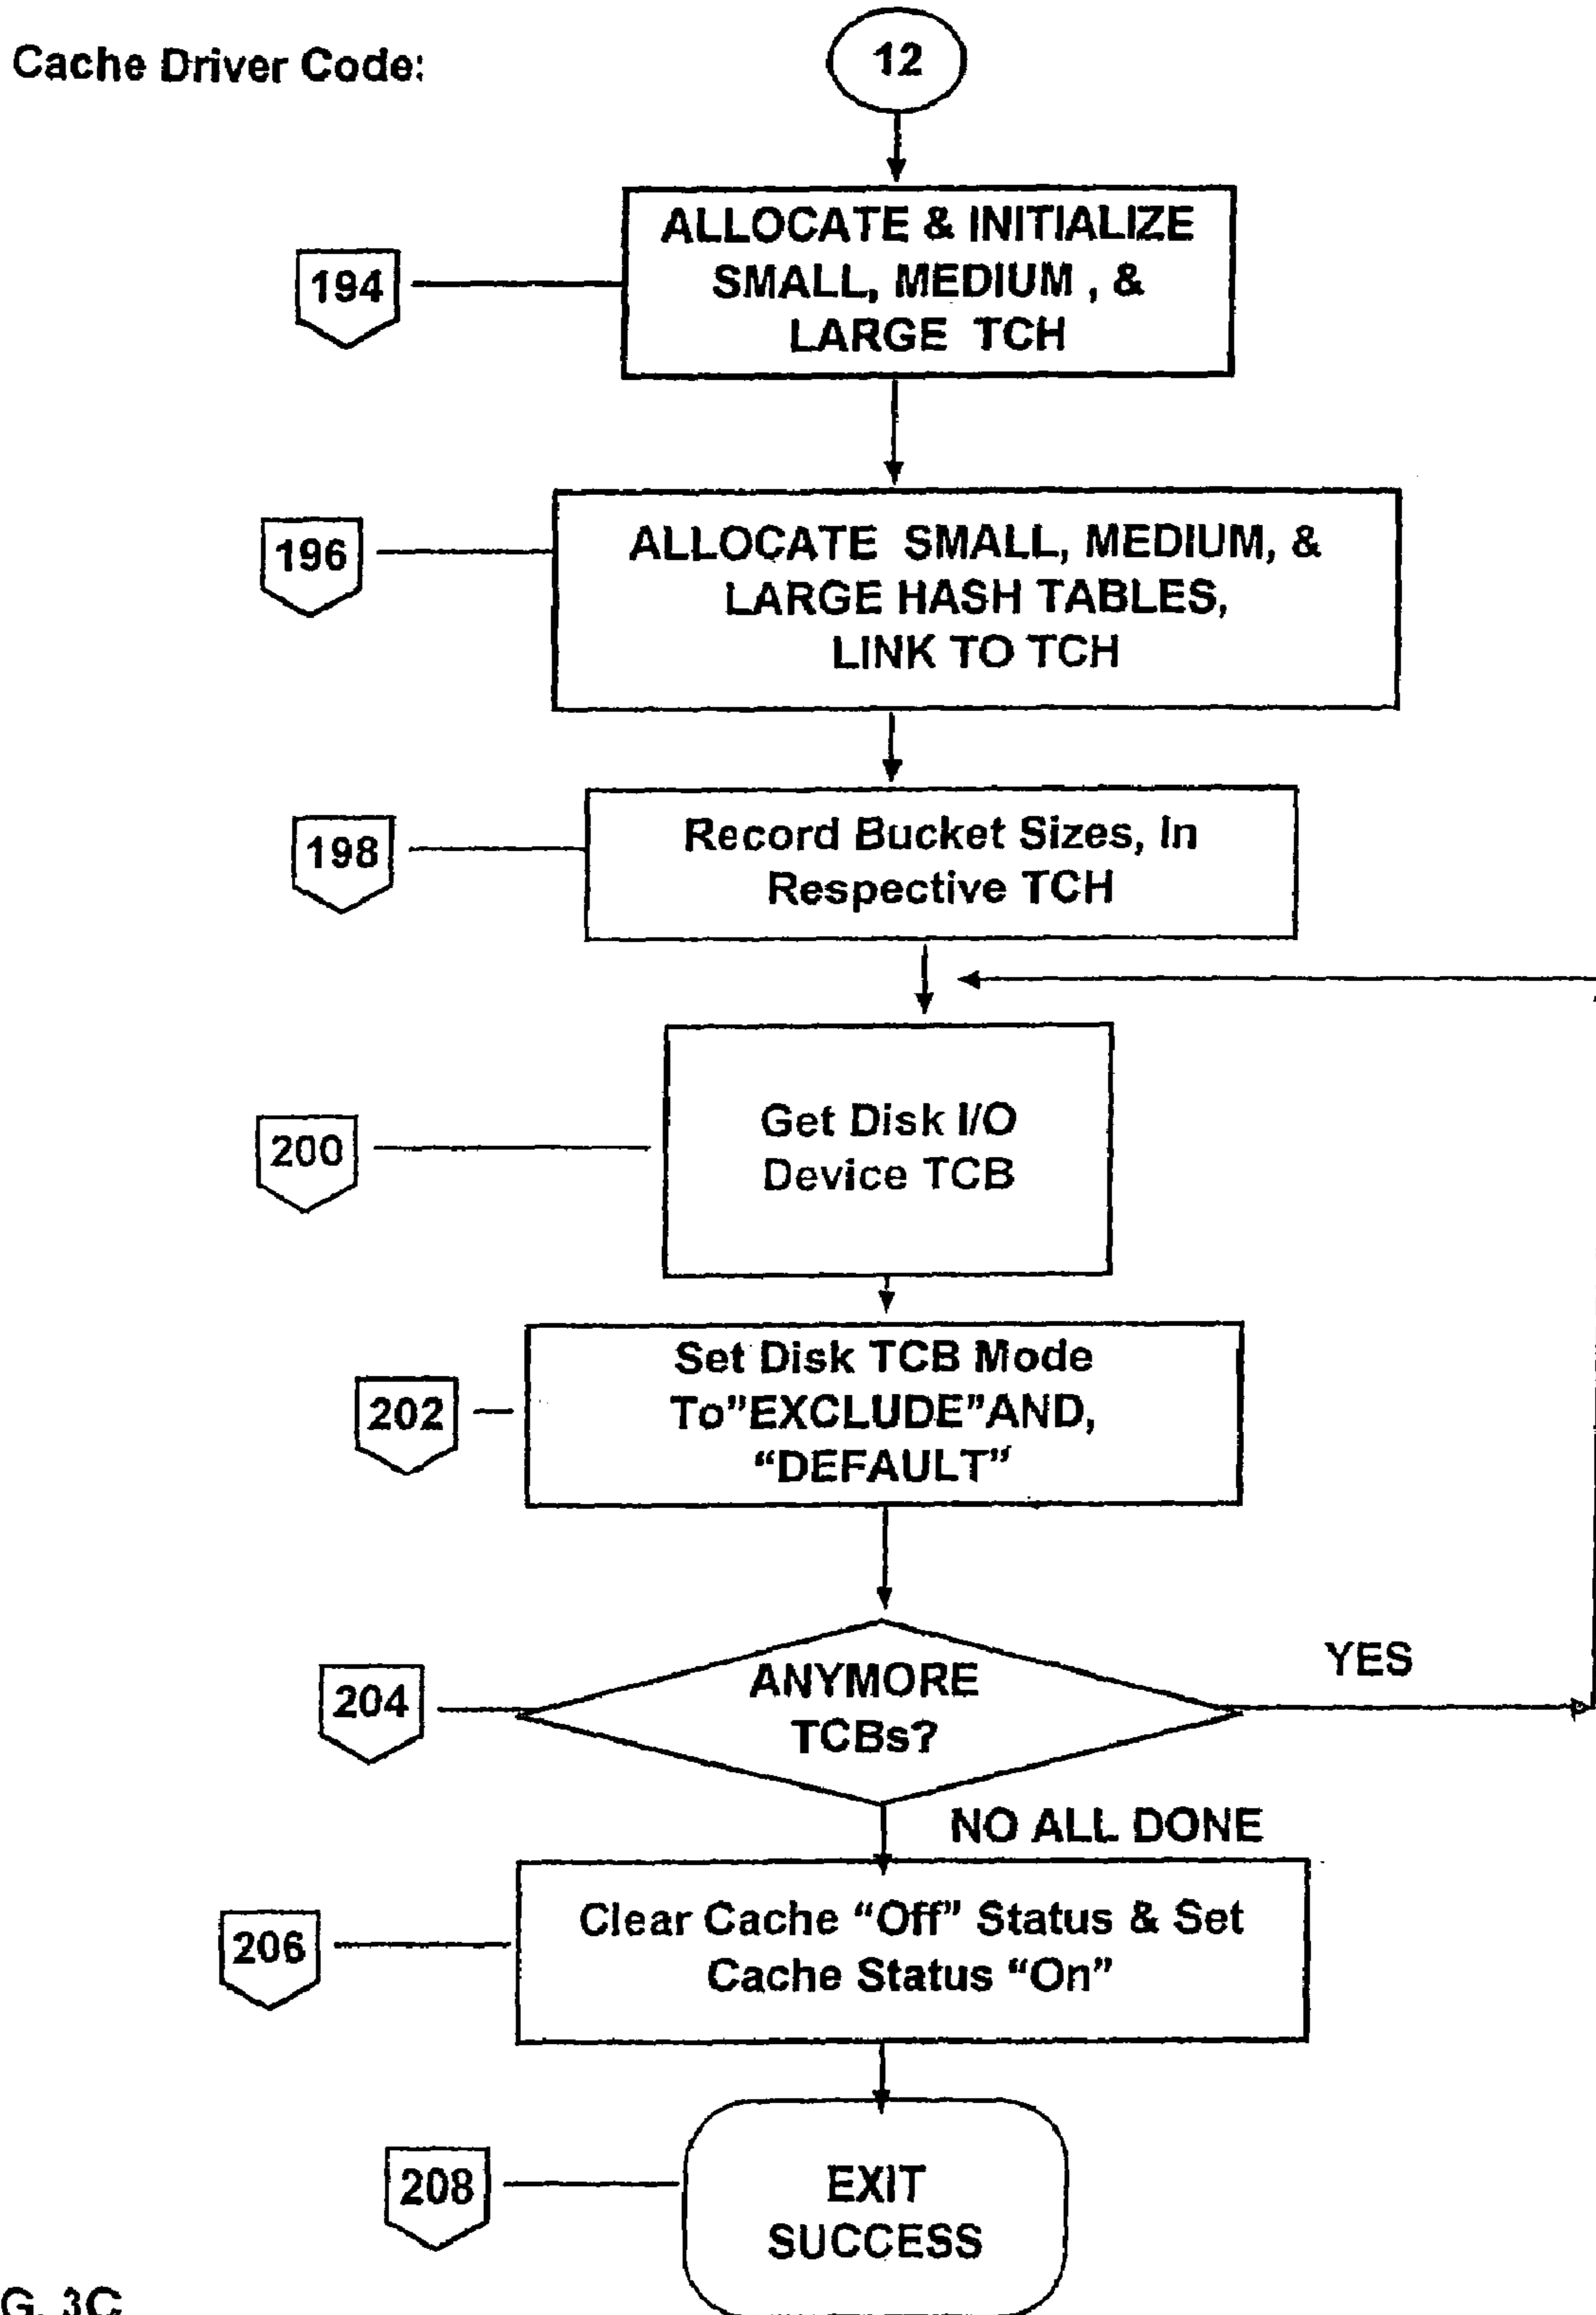 Cache Driver Code:
12
194
ALLOCATE & INITIALIZE
SMALL, MEDIUM , &
LARGE TCH
196
ALLOCATE SMALL, MEDIUM, &
LARGE HASH TABLES,
LINK TO TCH
198
Record Bucket Sizes, In
Respective TCH
200
Get Disk I/O
Device TCB
202
Set Disk TCB Mode
To"EXCLUDE"AND,
"DEFAULT"
204
ANYMORE
TCBs?
YES
NO ALL DONE
206
Clear Cache "Off" Status & Set
Cache Status "On"
208
EXIT
SUCCESS
G. 3C